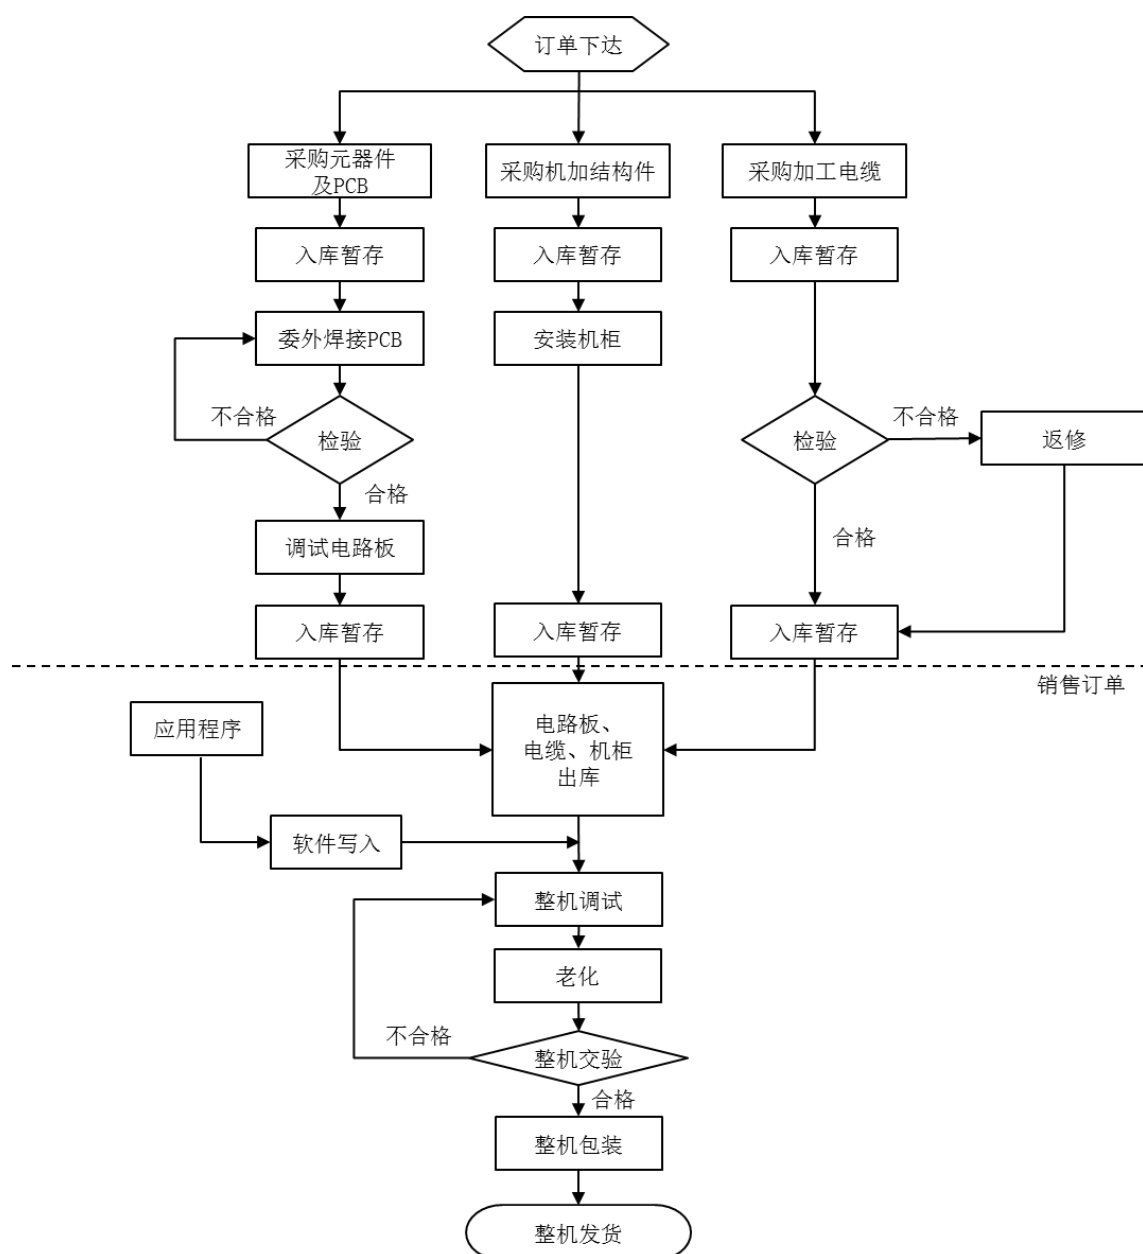 订单下达
采购元器件
及PCB
采购机加结构件
采购加工电缆
入库暂存
入库暂存
入库暂存
委外焊接PCB
安装机柜
不合格
检验
检验
不合格
返修
合格
合格
调试电路板
入库暂存
入库暂存
入库暂存
销售订单
应用程序
电路板、
电缆、机柜
出库
软件写入
整机调试
老化
不合格
整机交验
合格
整机包装
整机发货